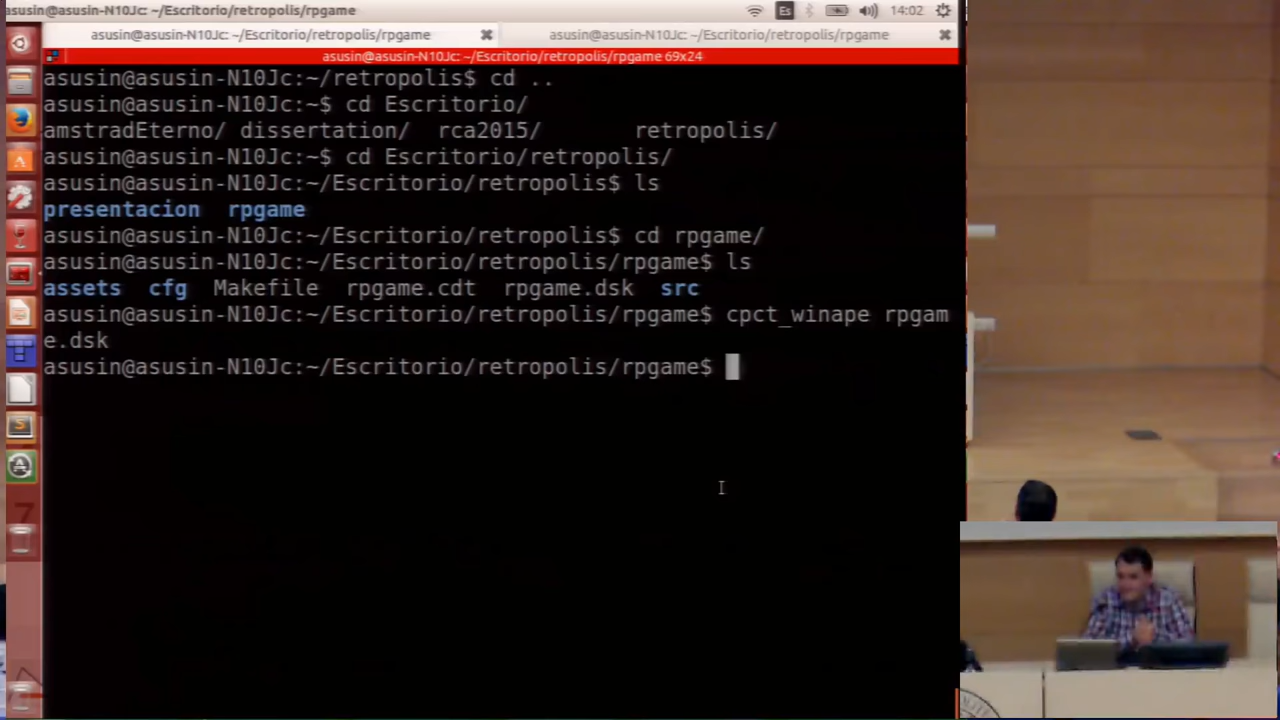 asusin@asusin-N10Jc: ~/Escritorio/retropolis/rpgame
Es
14:02
asusin@asusin-N10Jc: ~/Escritorio/retropolis/rpgame
asusin@asusin-N10Jc: ~/Escritorio/retropolis/rpgame
asusin@asusin-N10Jc: ~/Escritorio/retropolis/rpgame 69x24
asusin@asusin-N10Jc:~/retropolis$ cd ..
asusin@asusin-N10Jc:~$ cd Escritorio/
amstradEterno/ dissertation/ rca2015/ retropolis/
asusin@asusin-N10Jc:~$ cd Escritorio/retropolis/
asusin@asusin-N10Jc:~/Escritorio/retropolis$ ls
presentacion rpgame
asusin@asusin-N10Jc:~/Escritorio/retropolis$ cd rpgame/
asusin@asusin-N10Jc:~/Escritorio/retropolis/rpgame$ ls
assets cfg Makefile rpgame.cdt rpgame.dsk src
asusin@asusin-N10Jc:~/Escritorio/retropolis/rpgame$ cpct_winape rpgam
e.dsk
asusin@asusin-N10Jc:~/Escritorio/retropolis/rpgame$